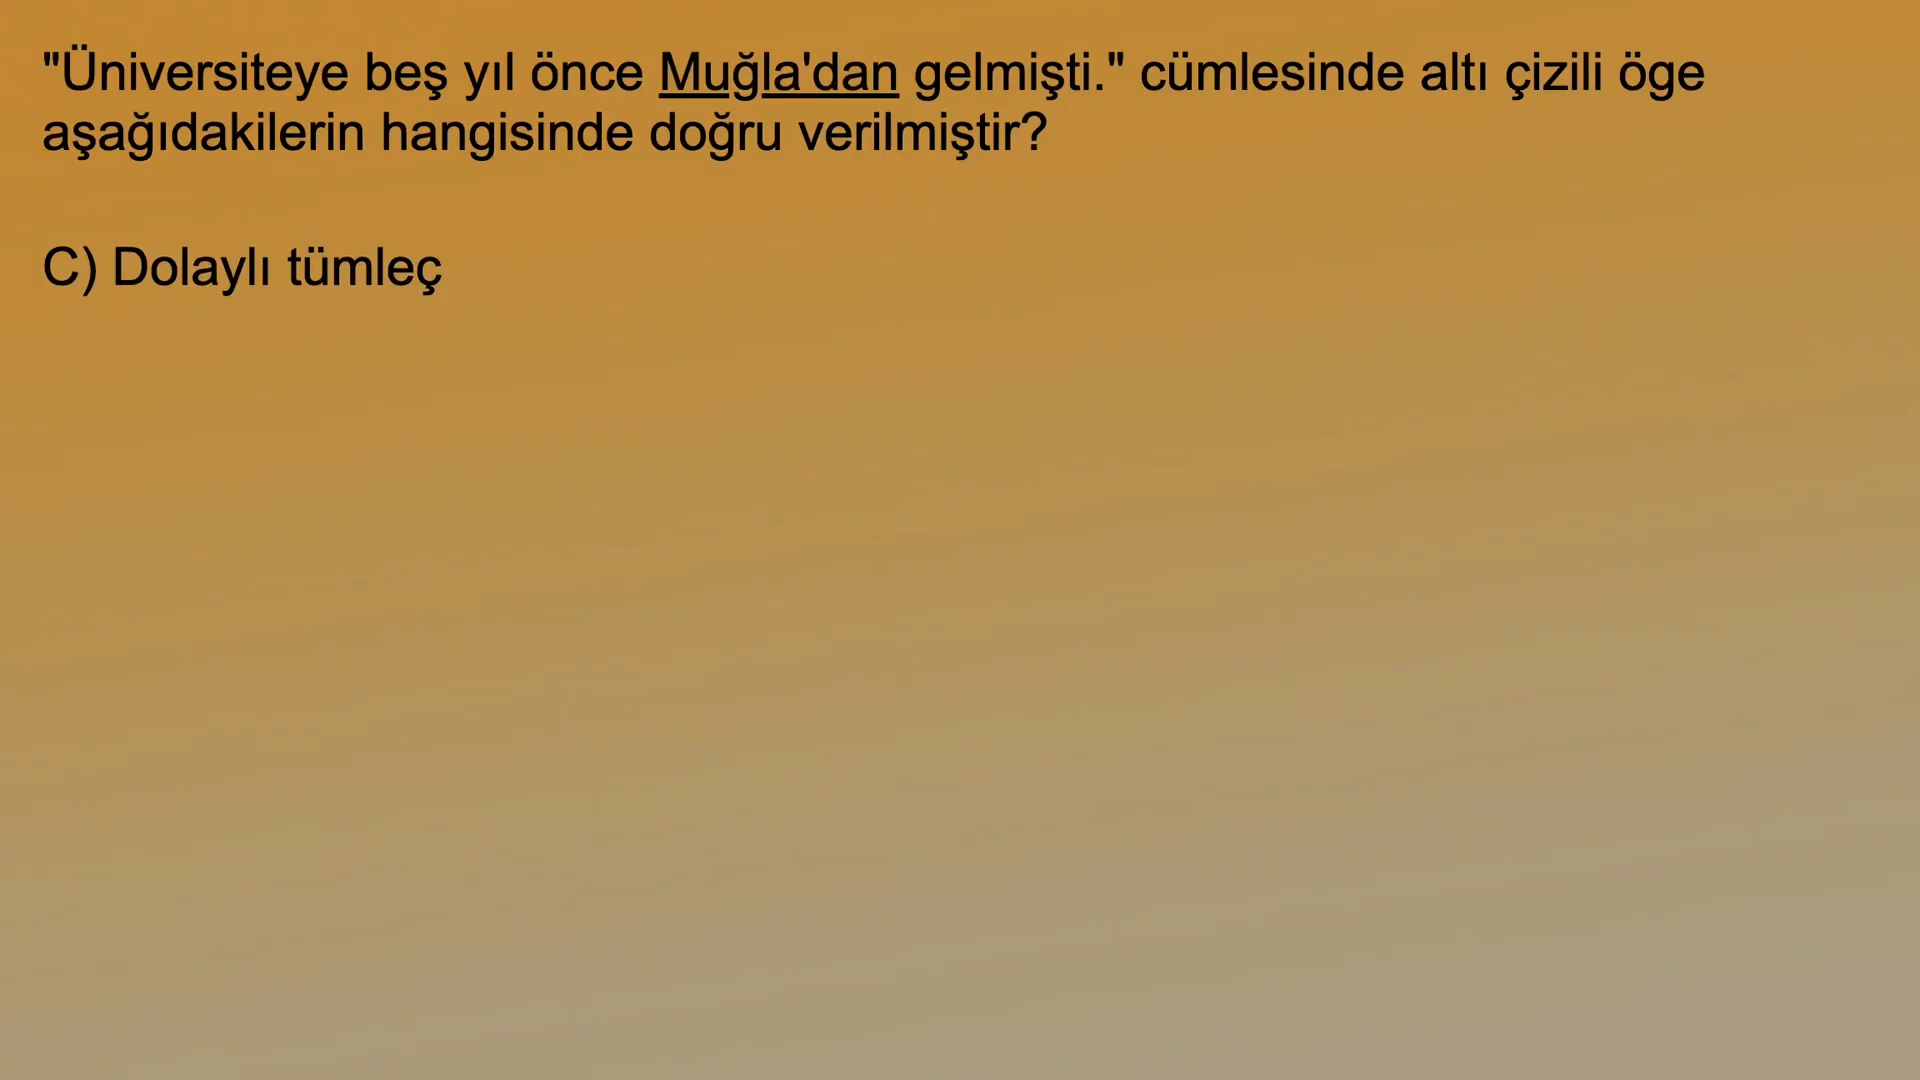 "Üniversiteye beş yıl önce Muğla'dan gelmişti." cümlesinde altı çizili öge
aşağıdakilerin hangisinde doğru verilmiştir?
C) Dolaylı tümleç